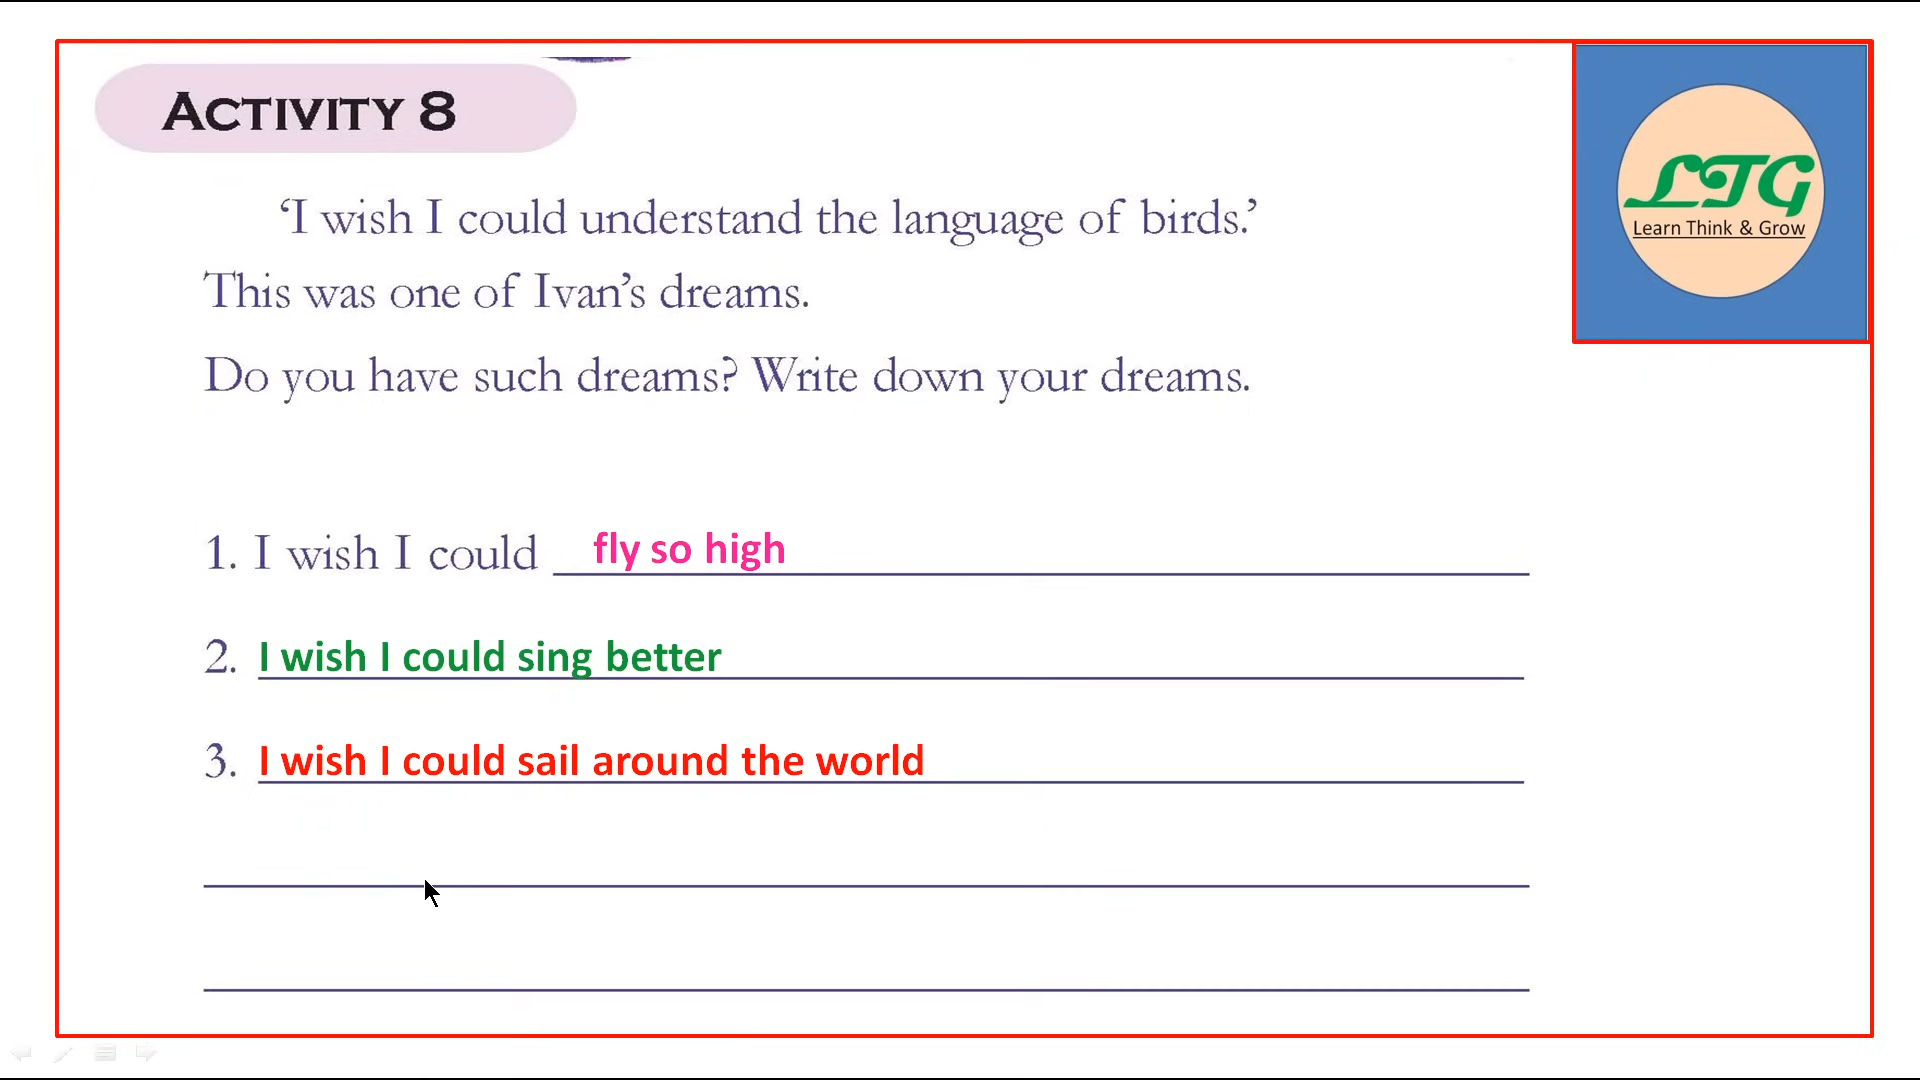 ACTIVITY 8
LTG
Learn Think & Grow
‘I wish I could understand the language of birds.’
This was one of Ivan’s dreams.
Do you have such dreams? Write down your dreams.
1. I wish I could fly so high
2. I wish I could sing better
3. I wish I could sail around the world